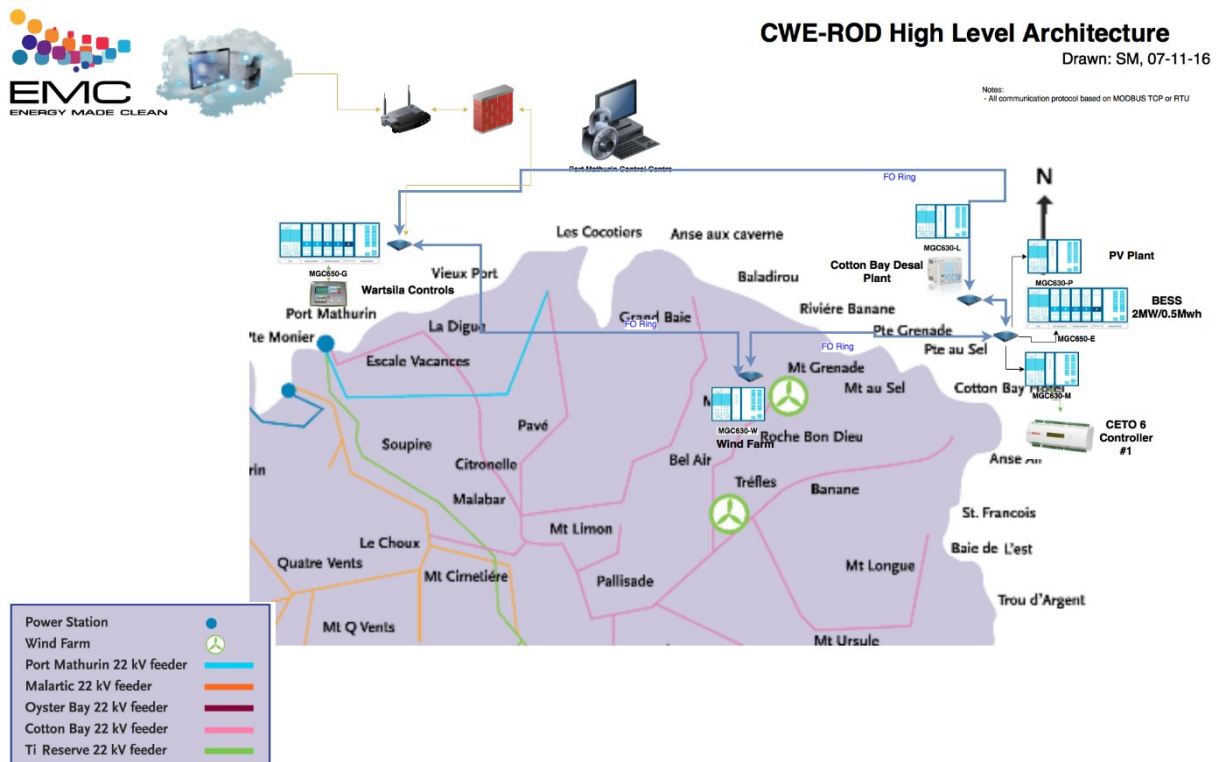 CWE-ROD High Level Architecture
Drawn: SM, 07-11-16
EMC
ENERGY MADE CLEAN
Notes:
- All communication protocol based on MODBUS TCP or RTU
Port Mathurin Control Centre
FO Ring
N
MGC630-L
Cotton Bay Desal
Plant
PV Plant
MGC630-P
BESS
2MW/0.5Mwh
MGC650-E
MGC650-G
Wartsila Controls
Les Cocotiers
Anse aux caverne
Vieux Port
Baladirou
Port Mathurin
La Digue
Grand Baie
Riviére Banane
FO Ring
Pte Grenade
FO Ring
Pte Monier
Pte au Sel
Escale Vacances
Mt Grenade
Mt au Sel
Cotton Bay Hotel
MGC630-M
MGC630-W
Wind Farm
CETO 6
Controller
#1
Pavé
Roche Bon Dieu
Soupire
Citronelle
Bel Air
Anse
Tréfles
Banane
Malabar
rin
St. Francois
Mt Limon
Le Choux
Baie de L'est
Quatre Vents
Mt Cimetiére
Pallisade
Mt Longue
Trou d'Argent
Mt Q Vents
Mt Ursule
Power Station
Wind Farm
Port Mathurin 22 kV feeder
Malartic 22 kV feeder
Oyster Bay 22 kV feeder
Cotton Bay 22 kV feeder
Ti Reserve 22 kV feeder